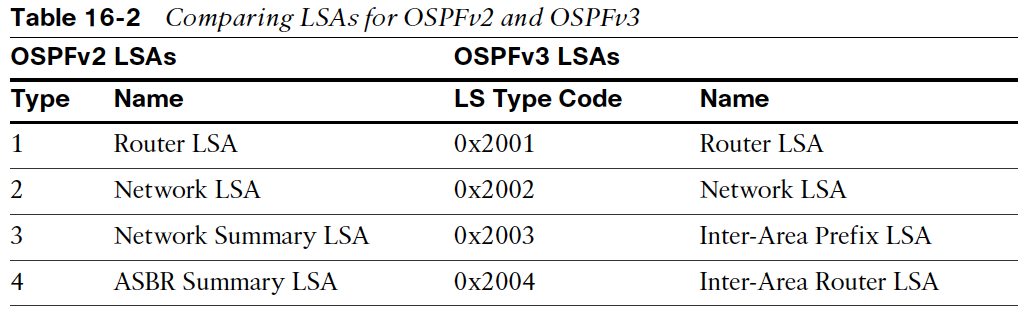 Table 16-2 Comparing LSAs for OSPFv2 and OSPFv3
OSPFv2 LSAs OSPFv3 LSAs
Type Name LS Type Code Name
1 Router LSA 0x2001 Router LSA
2 Network LSA 0x2002 Network LSA
3 Network Summary LSA 0x2003 Inter-Area Prefix LSA
4 ASBR Summary LSA 0x2004 Inter-Area Router LSA